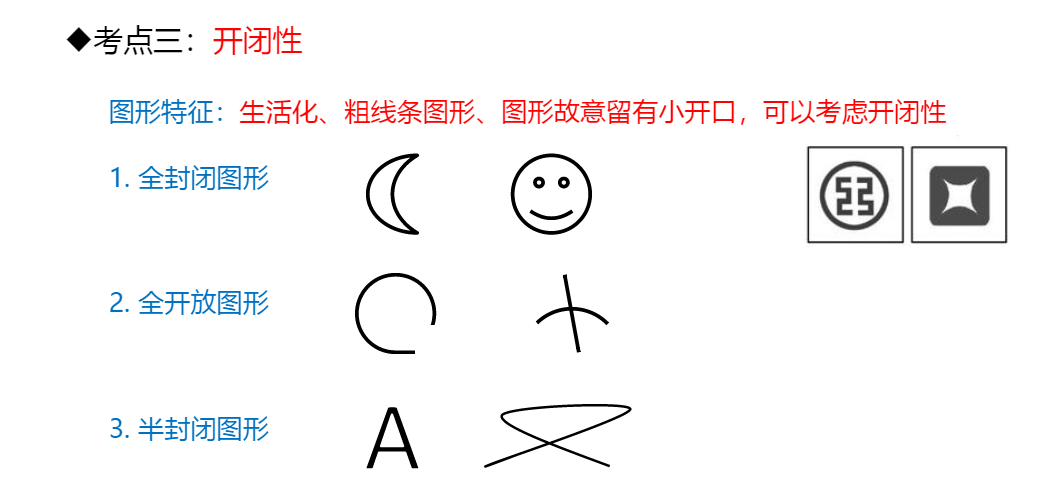 ◆考点三：开闭性
图形特征：生活化、粗线条图形、图形故意留有小开口，可以考虑开闭性
1. 全封闭图形
2. 全开放图形
3. 半封闭图形